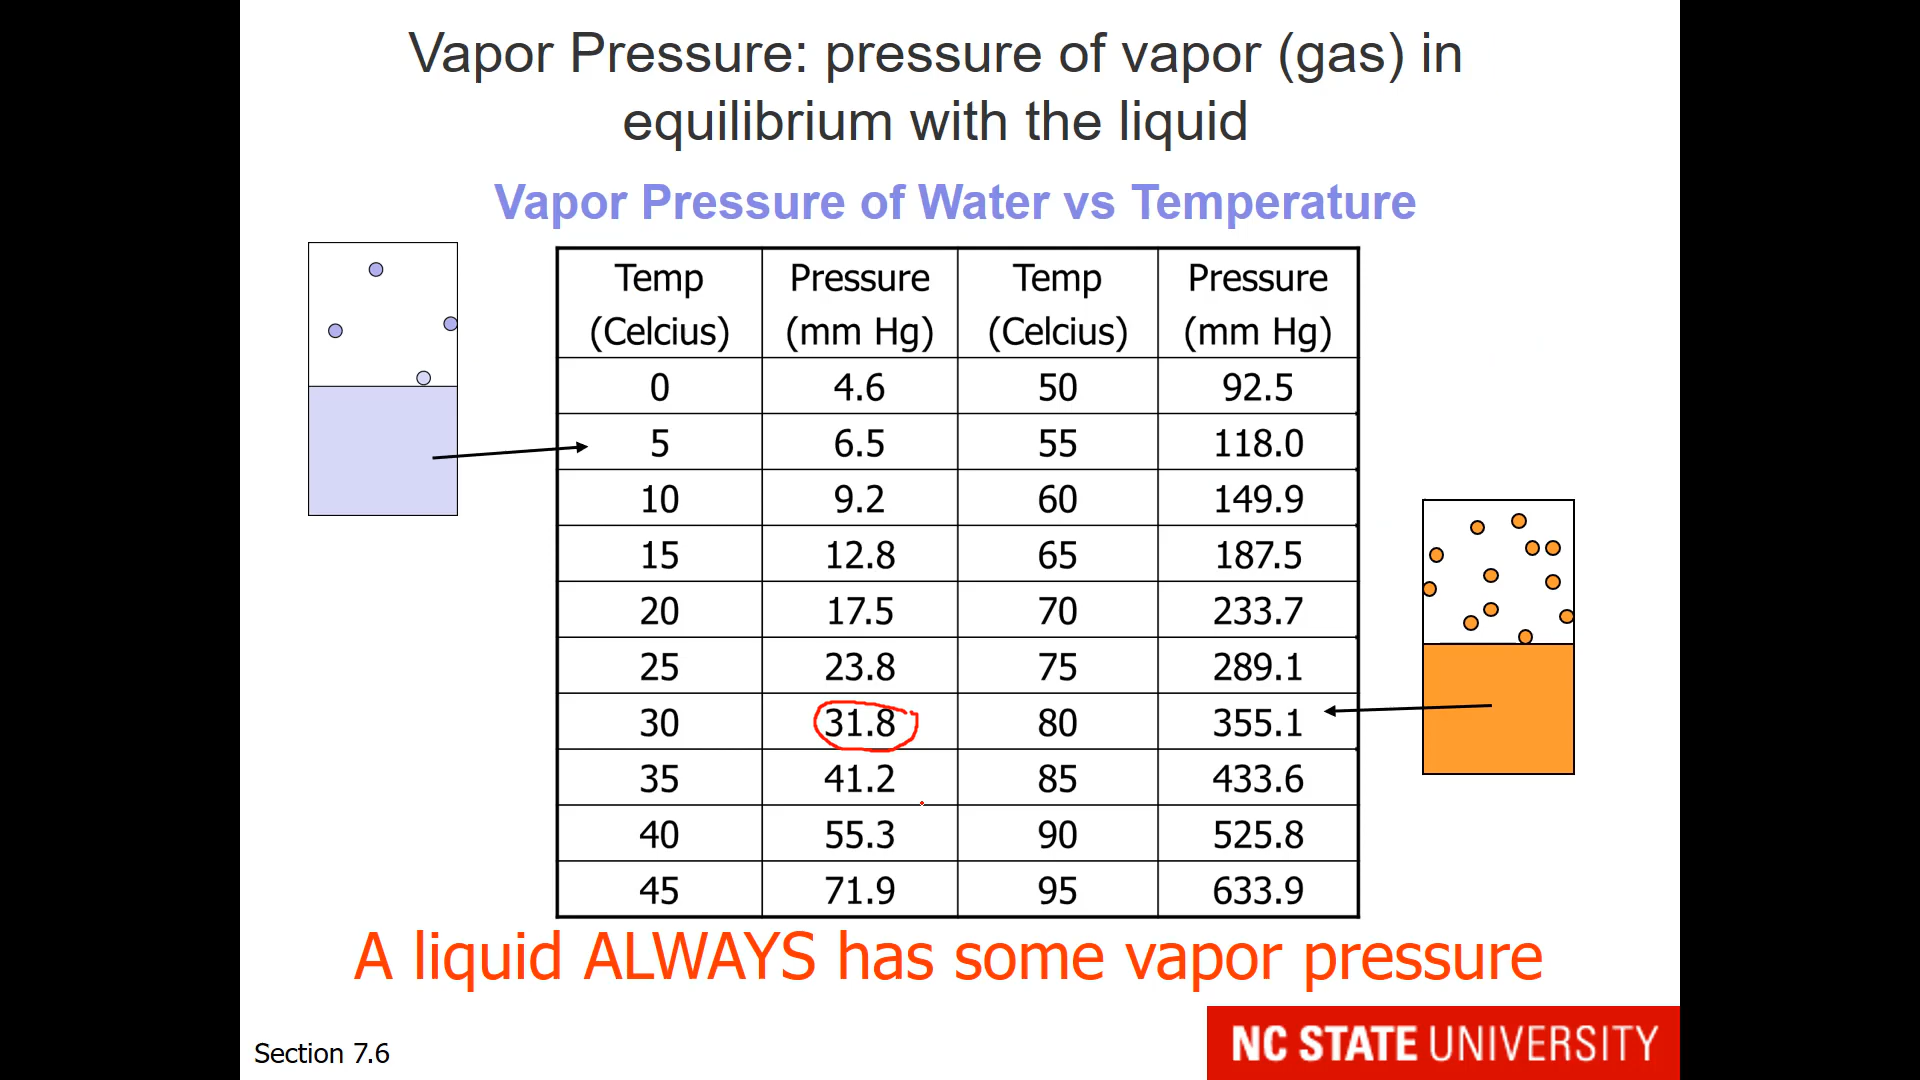 Vapor Pressure: pressure of vapor (gas) in
equilibrium with the liquid
Vapor Pressure of Water vs Temperature
Temp (Celcius) Pressure (mm Hg) Temp (Celcius) Pressure (mm Hg)
0 4.6 50 92.5
5 6.5 55 118.0
10 9.2 60 149.9
15 12.8 65 187.5
20 17.5 70 233.7
25 23.8 75 289.1
30 31.8 80 355.1
35 41.2 85 433.6
40 55.3 90 525.8
45 71.9 95 633.9
A liquid ALWAYS has some vapor pressure
Section 7.6
NC STATE UNIVERSITY